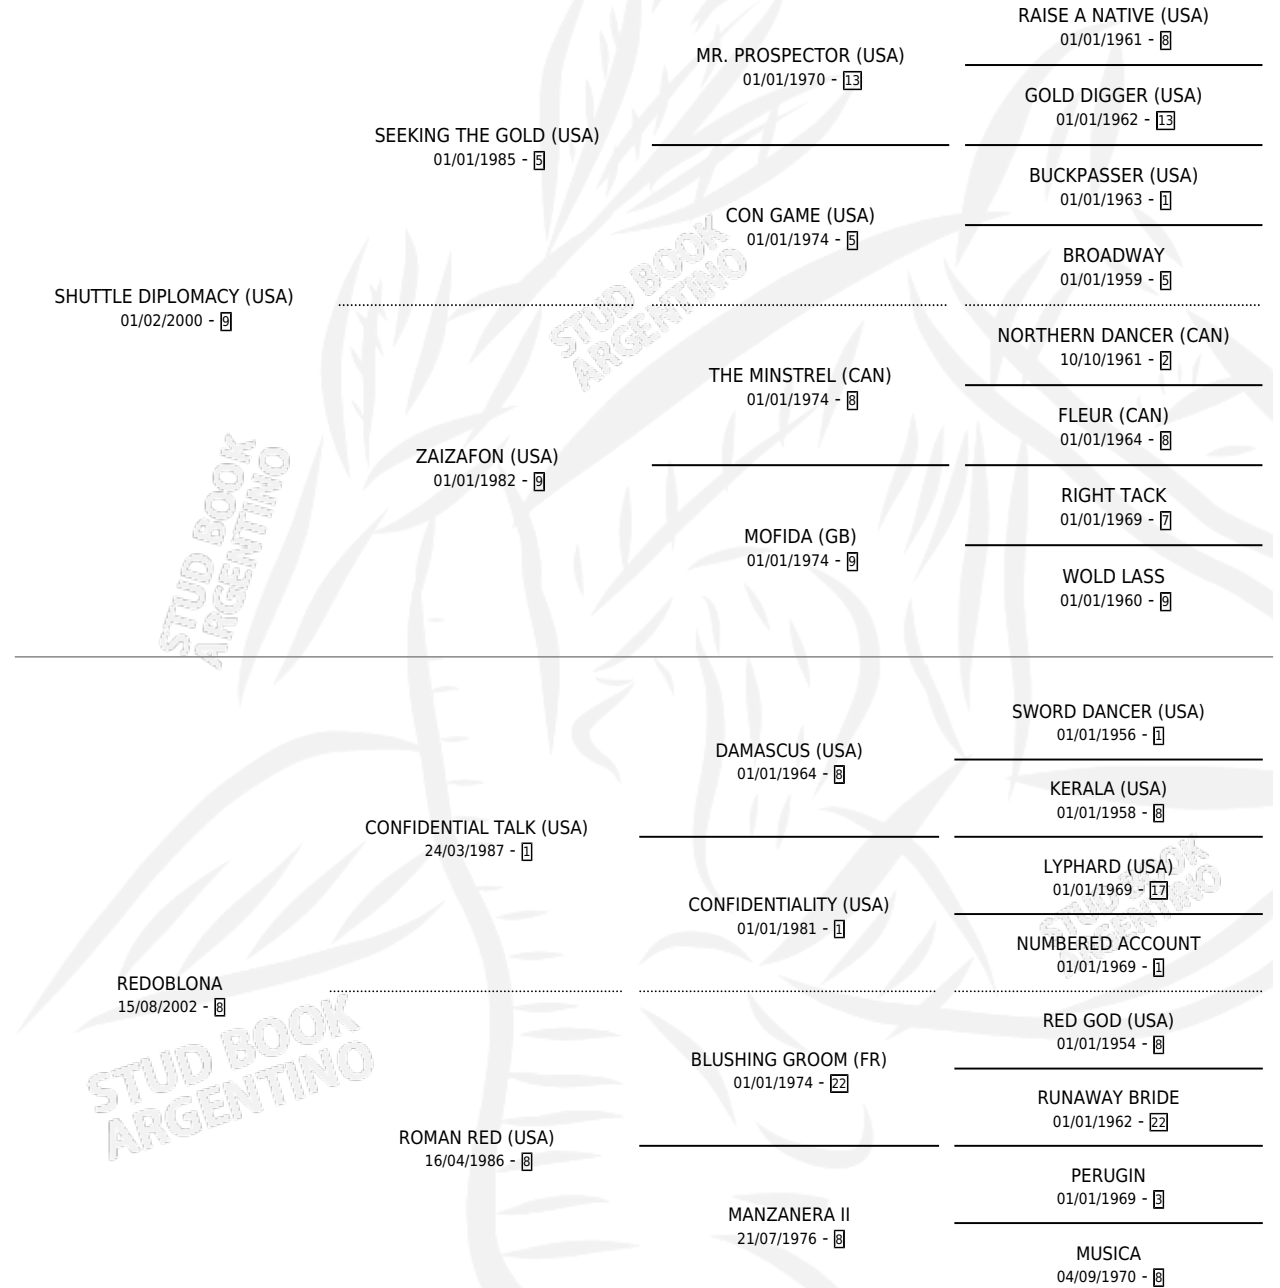 RAISE A NATIVE (USA)
01/01/1961 - 8
MR. PROSPECTOR (USA)
01/01/1970 - 13
GOLD DIGGER (USA)
01/01/1962 - 13
SEEKING THE GOLD (USA)
01/01/1985 - 5
BUCKPASSER (USA)
01/01/1963 - 1
CON GAME (USA)
01/01/1974 - 5
BROADWAY
01/01/1959 - 5
SHUTTLE DIPLOMACY (USA)
01/02/2000 - 9
NORTHERN DANCER (CAN)
10/10/1961 - 2
THE MINSTREL (CAN)
01/01/1974 - 8
FLEUR (CAN)
01/01/1964 - 8
ZAIZAFON (USA)
01/01/1982 - 9
RIGHT TACK
01/01/1969 - 7
MOFIDA (GB)
01/01/1974 - 9
WOLD LASS
01/01/1960 - 9
SWORD DANCER (USA)
01/01/1956 - 1
DAMASCUS (USA)
01/01/1964 - 8
KERALA (USA)
01/01/1958 - 8
CONFIDENTIAL TALK (USA)
24/03/1987 - 1
LYPHARD (USA)
01/01/1969 - 17
CONFIDENTIALITY (USA)
01/01/1981 - 1
NUMBERED ACCOUNT
01/01/1969 - 1
REDOBLONA
15/08/2002 - 8
RED GOD (USA)
01/01/1954 - 8
BLUSHING GROOM (FR)
01/01/1974 - 22
RUNAWAY BRIDE
01/01/1962 - 22
ROMAN RED (USA)
16/04/1986 - 8
PERUGIN
01/01/1969 - 3
MANZANERA II
21/07/1976 - 8
MUSICA
04/09/1970 - 8
STUD BOOK
ARGENTINO
STUD BOOK
ARGENTINO
STUD BOOK
ARGENTINO
STUD BOOK
ARGENTINO